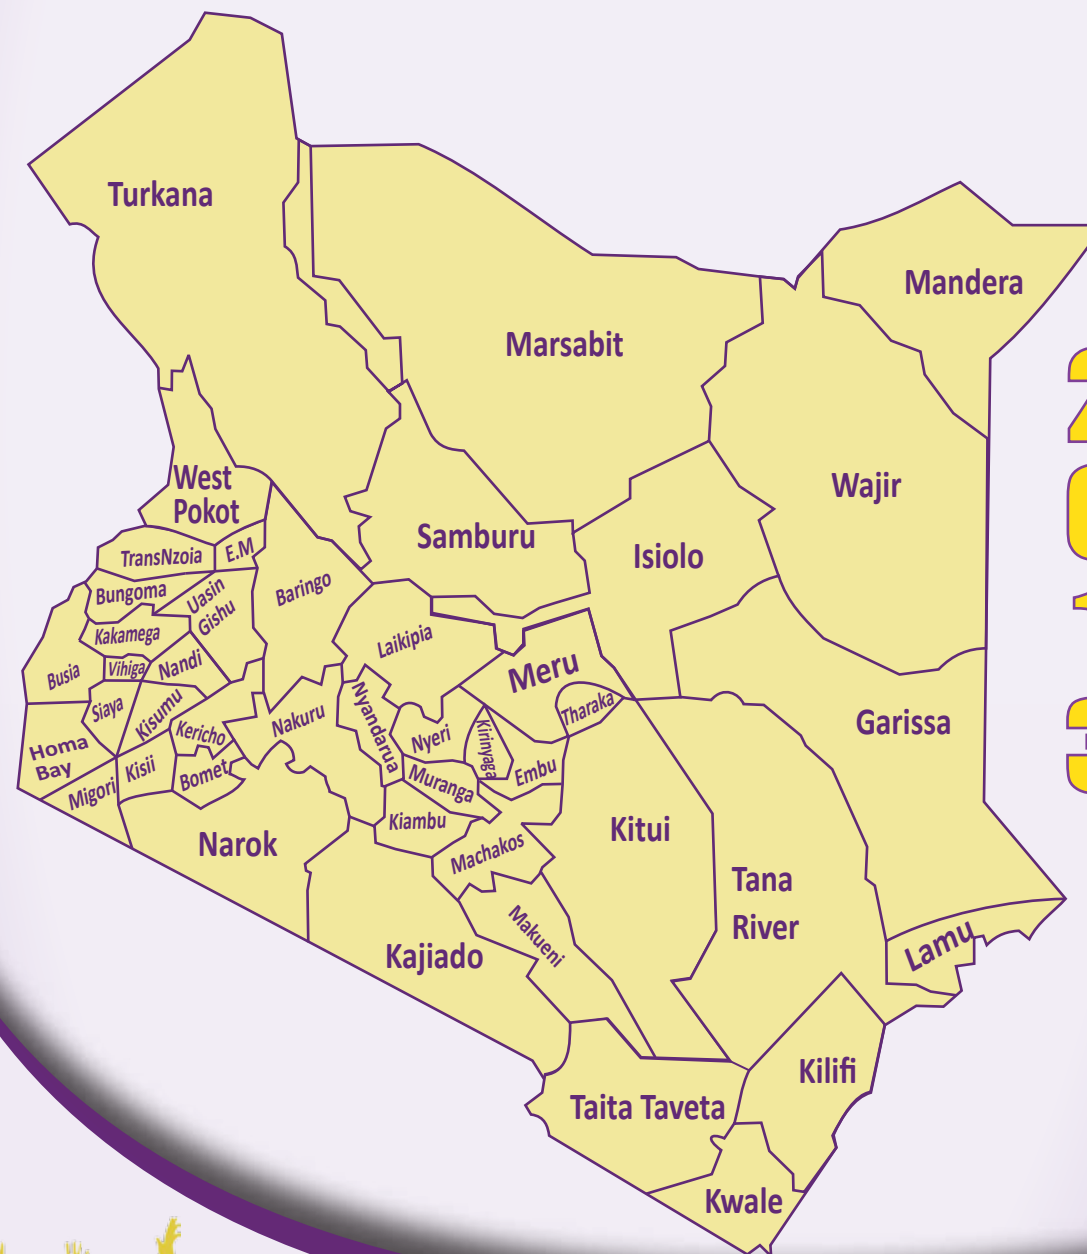 Turkana
Mandera
Marsabit
West
Pokot
Wajir
Samburu
TransNzoia
E.M
Isiolo
Bungoma
Uasin
Gishu
Baringo
Kakamega
Laikipia
Busia
Vihiga
Nandi
Meru
Siaya
Kisumu
Kericho
Nakuru
Nyandarua
Nyeri
Kirinyaga
Tharaka
Garissa
Homa
Bay
Migori
Kisii
Bomet
Muranga
Embu
Kiambu
Narok
Machakos
Kitui
Tana
River
Makueni
Kajiado
Lamu
Kilifi
Taita Taveta
Kwale